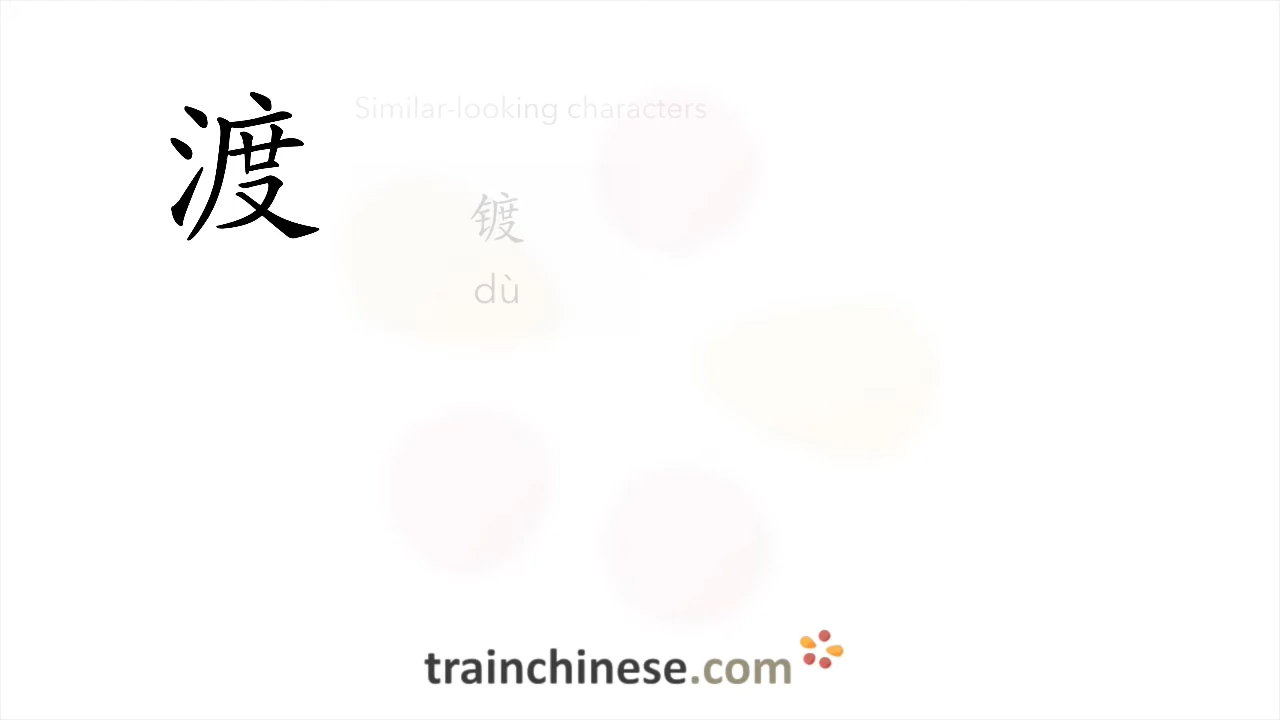 渡
Similar-looking characters
镀
dù
trainchinese.com